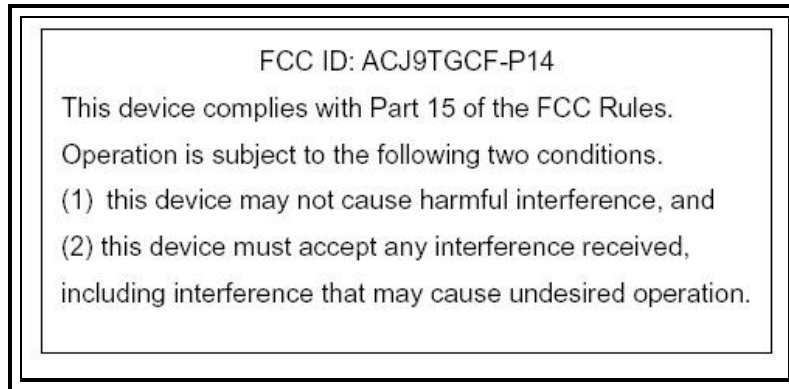 FCC ID: ACJ9TGCF-P14
This device complies with Part 15 of the FCC Rules.
Operation is subject to the following two conditions.
(1) this device may not cause harmful interference, and
(2) this device must accept any interference received,
including interference that may cause undesired operation.